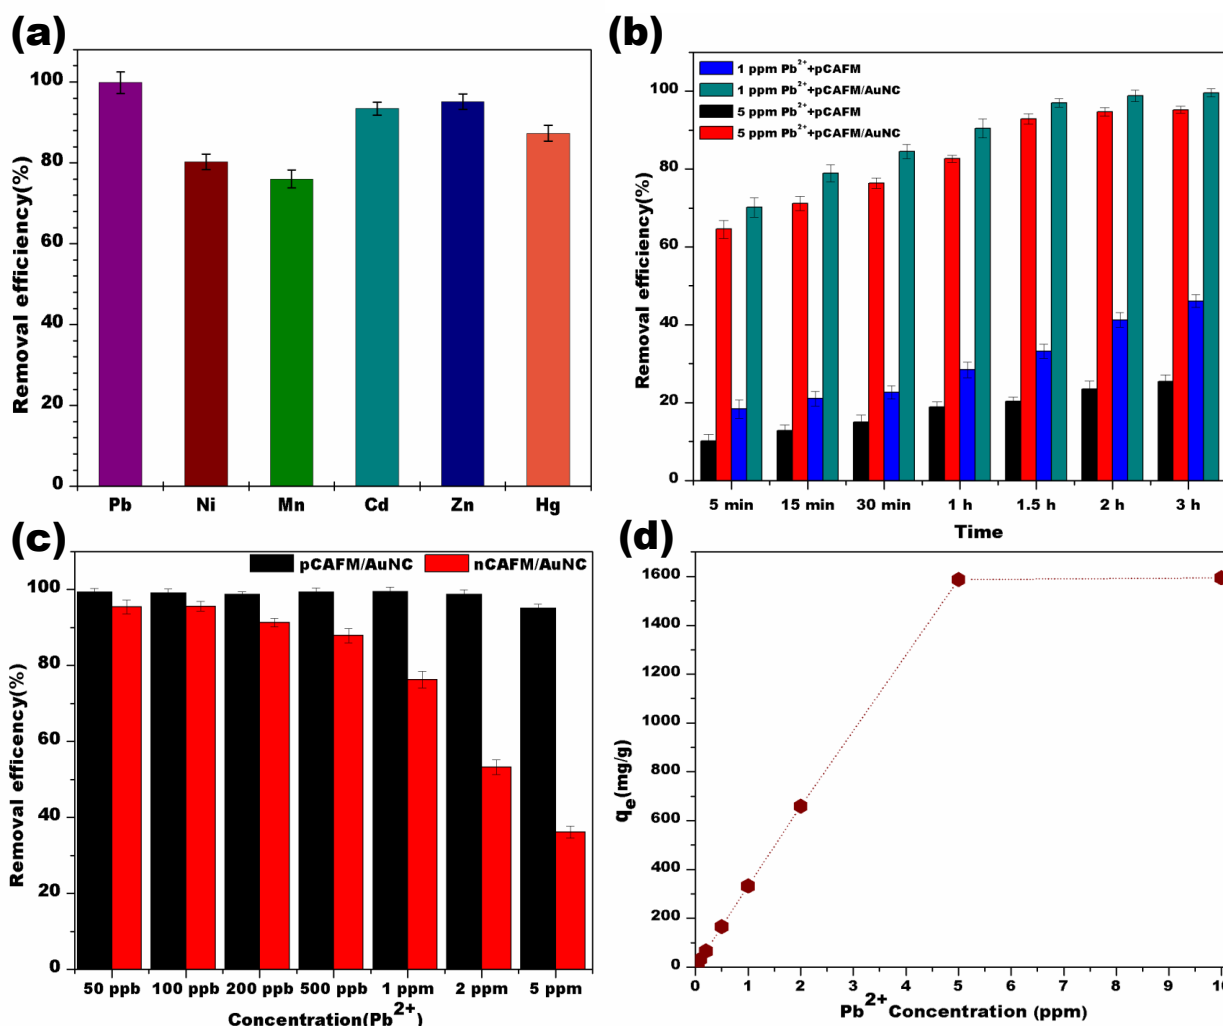 (a)
Removal efficiency(%)
100
80
60
40
20
0
Pb Ni Mn Cd Zn Hg
(b)
1 ppm Pb²⁺+pCAFM
1 ppm Pb²⁺+pCAFM/AuNC
5 ppm Pb²⁺+pCAFM
5 ppm Pb²⁺+pCAFM/AuNC
Removal efficiency(%)
100
80
60
40
20
0
5 min 15 min 30 min 1 h 1.5 h 2 h 3 h
Time
(c)
pCAFM/AuNC nCAFM/AuNC
Removal efficency(%)
100
80
60
40
20
0
50 ppb 100 ppb 200 ppb 500 ppb 1 ppm 2 ppm 5 ppm
Concentration(Pb²⁺)
(d)
qe(mg/g)
1600
1400
1200
1000
800
600
400
200
0
0 1 2 3 4 5 6 7 8 9 10
Pb²⁺ Concentration (ppm)